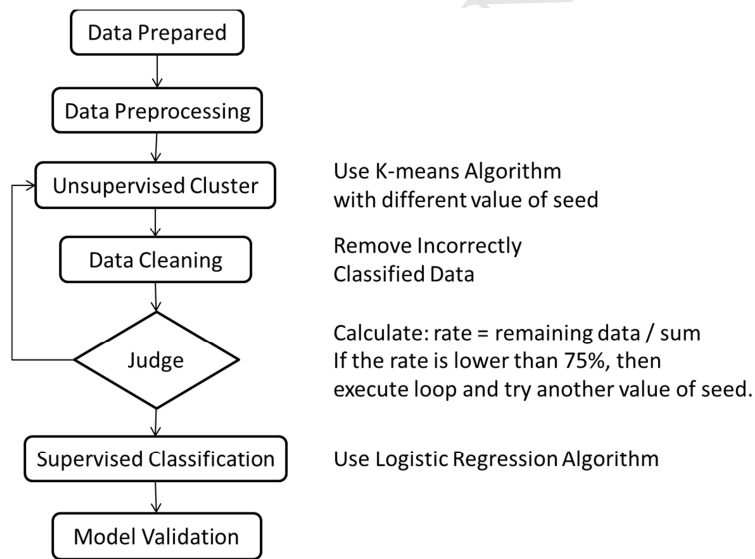 Data Prepared
Data Preprocessing
Unsupervised Cluster
Use K-means Algorithm
with different value of seed
Data Cleaning
Remove Incorrectly
Classified Data
Judge
Calculate: rate = remaining data / sum
If the rate is lower than 75%, then
execute loop and try another value of seed.
Supervised Classification
Use Logistic Regression Algorithm
Model Validation